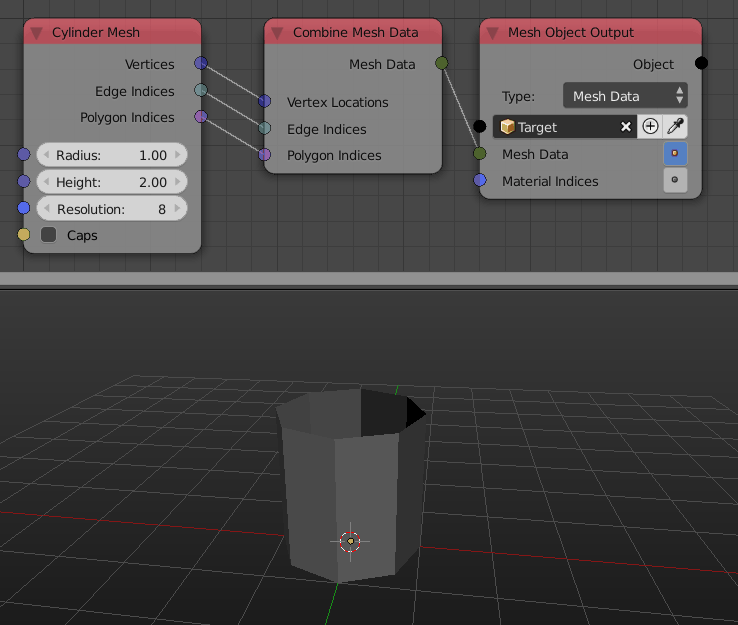 Cylinder Mesh
Vertices
Edge Indices
Polygon Indices
Radius: 1.00
Height: 2.00
Resolution: 8
Caps
Combine Mesh Data
Mesh Data
Vertex Locations
Edge Indices
Polygon Indices
Mesh Object Output
Object
Type: Mesh Data
Target
Mesh Data
Material Indices